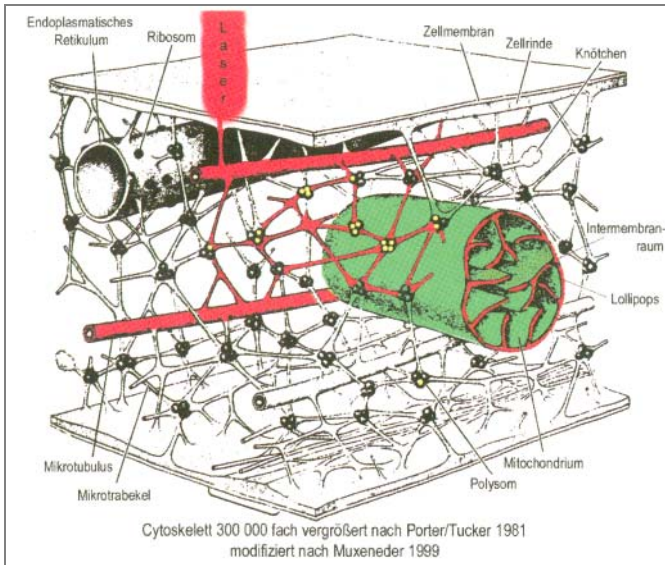 Endoplasmatisches
Retikulum
Ribosom
Laser
Zellmembran
Zellrinde
Knötchen
Intermembran-
raum
Lollipops
Mikrotubulus
Mikrotrabekel
Mitochondrium
Polysom
Cytoskelett 300 000 fach vergrößert nach Porter/Tucker 1981
modifiziert nach Muxeneder 1999